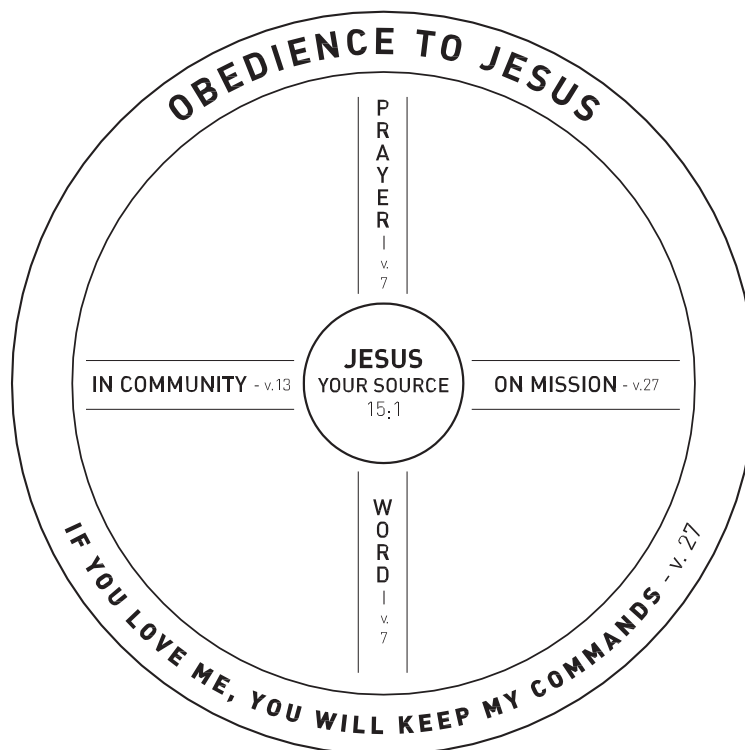 OBEDIENCE TO JESUS
PRAYER – v. 7
IN COMMUNITY - v.13
JESUS
YOUR SOURCE
15:1
ON MISSION - v.27
WORD – v. 7
IF YOU LOVE ME, YOU WILL KEEP MY COMMANDS - v. 27